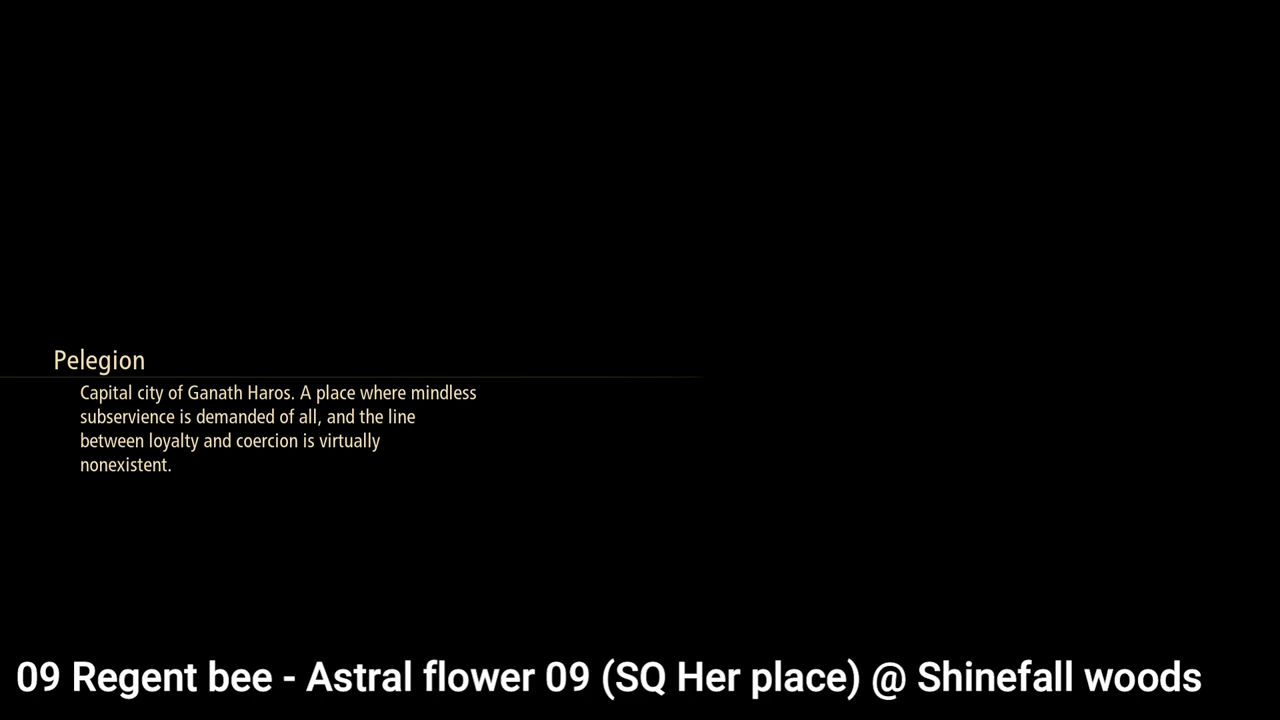 Pelegion
Capital city of Ganath Haros. A place where mindless
subservience is demanded of all, and the line
between loyalty and coercion is virtually
nonexistent.
09 Regent bee - Astral flower 09 (SQ Her place) @ Shinefall woods